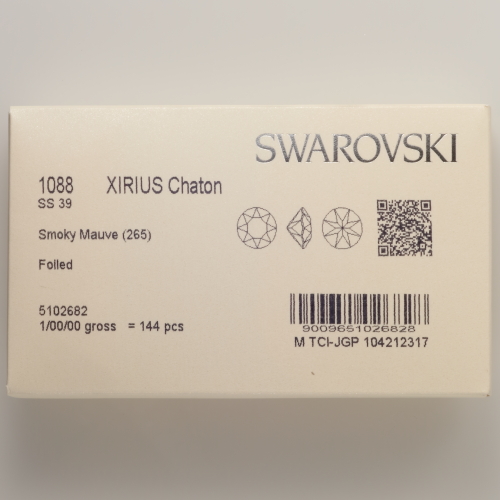 SWAROVSKI
1088 XIRIUS Chaton
SS 39
Smoky Mauve (265)
Foiled
5102682
1/00/00 gross = 144 pcs
9009651026828
M TCI-JGP 104212317